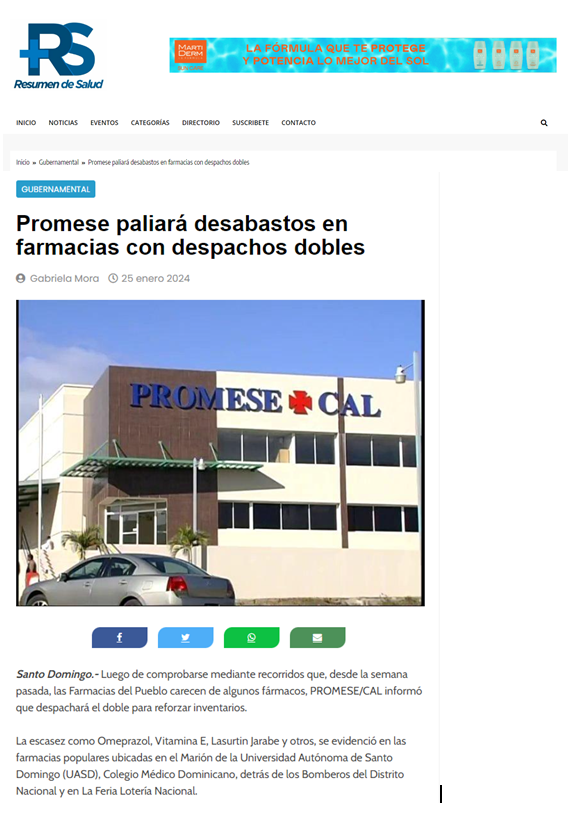 RS
Resumen de Salud
MARTI
DERM
LA FÓRMULA QUE TE PROTEGE
Y POTENCIA LO MEJOR DEL SOL
INICIO NOTICIAS EVENTOS CATEGORÍAS DIRECTORIO SUSCRIBETE CONTACTO
Inicio » Gubernamental » Promese paliará desabastos en farmacias con despachos dobles
GUBERNAMENTAL
Promese paliará desabastos en
farmacias con despachos dobles
Gabriela Mora 25 enero 2024
PROMESE CAL
Santo Domingo.- Luego de comprobarse mediante recorridos que, desde la semana
pasada, las Farmacias del Pueblo carecen de algunos fármacos, PROMESE/CAL informó
que despachará el doble para reforzar inventarios.
La escasez como Omeprazol, Vitamina E, Lasurtin Jarabe y otros, se evidenció en las
farmacias populares ubicadas en el Marión de la Universidad Autónoma de Santo
Domingo (UASD), Colegio Médico Dominicano, detrás de los Bomberos del Distrito
Nacional y en La Feria Lotería Nacional.